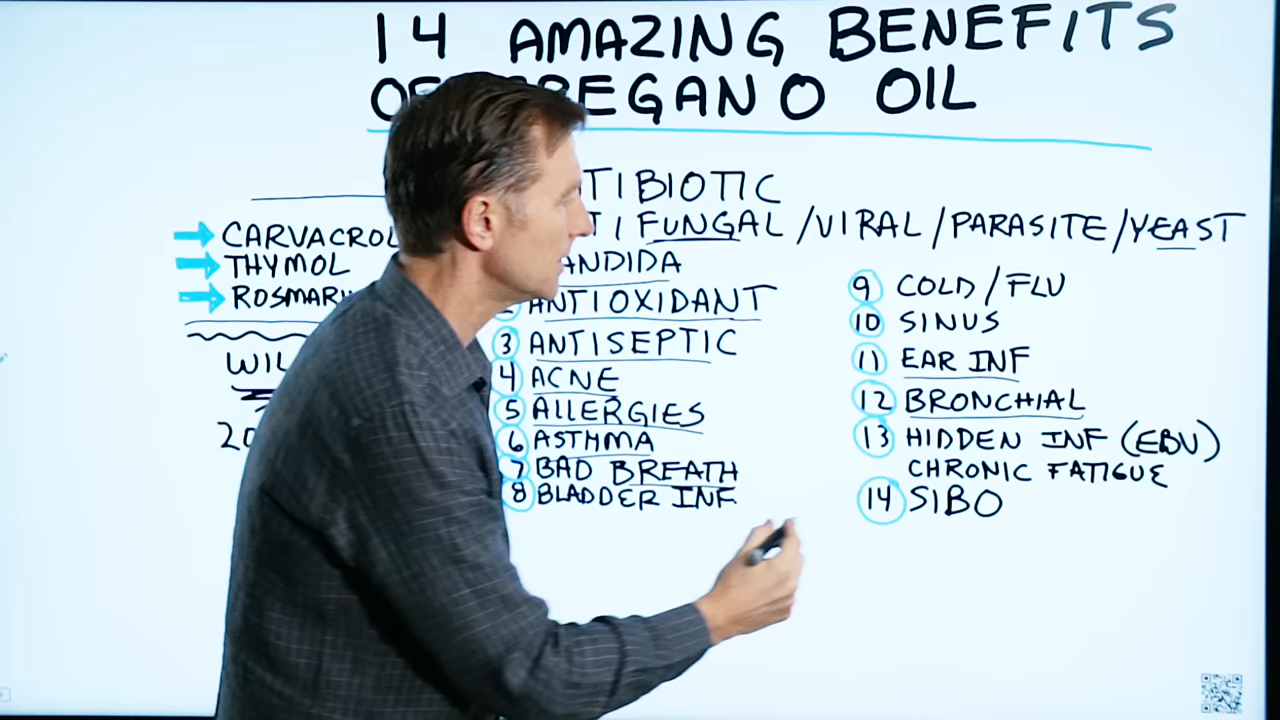 14 AMAZING BENEFITS
OIL
CARVACROL
THYMOL
FUNGAL /VIRAL /PARASITE/YEAST
3 ANTISEPTIC
4 ACNE
5 ALLERGIES
6 ASTHMA
7 BAD BREATH
8 BLADDER INF
ANTIOXIDANT
9 COLD/FLU
10 SINUS
11 EAR INF
12 BRONCHIAL
13 HIDDEN INF (EBV)
CHRONIC FATIGUE
14 SIBO